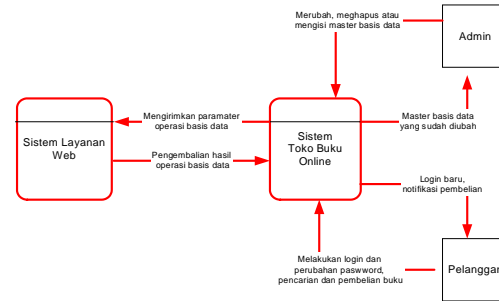 Merubah, meghapus atau
mengisi master basis data
Admin
Mengirimkan paramater
operasi basis data
Sistem Layanan
Web
Pengembalian hasil
operasi basis data
Sistem
Toko Buku
Online
Master basis data
yang sudah diubah
Login baru,
notifikasi pembelian
Melakukan login dan
perubahan paswword,
pencarian dan pembelian buku
Pelanggan